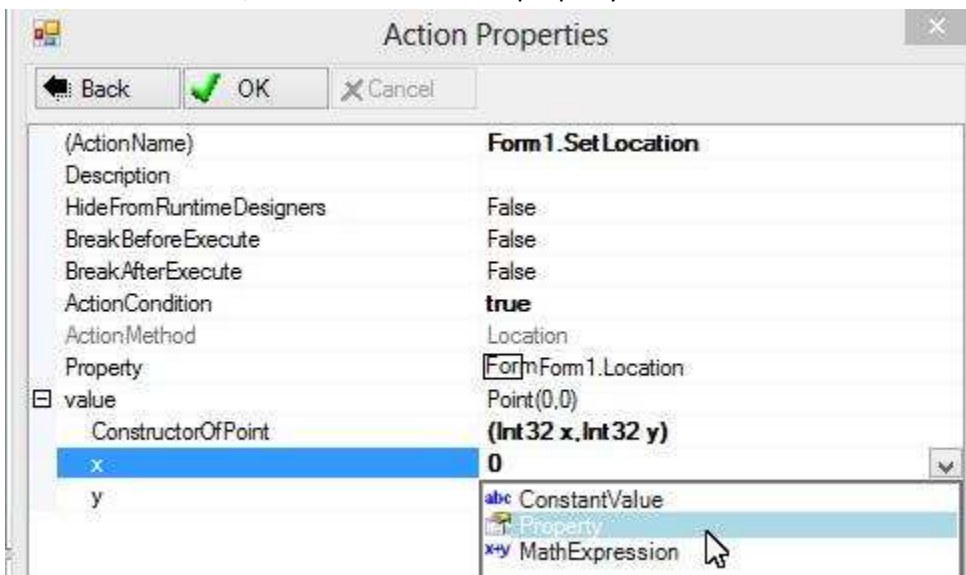 Action Properties
Back OK Cancel
(ActionName) Form1.SetLocation
Description
HideFromRuntimeDesigners False
BreakBeforeExecute False
BreakAfterExecute False
ActionCondition true
ActionMethod Location
Property Form Form1.Location
value Point(0,0)
ConstructorOfPoint (Int32 x,Int32 y)
x 0
y
abc ConstantValue
Property
x+y MathExpression